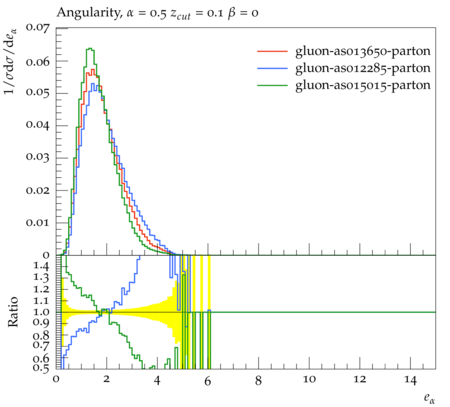 Angularity, α = 0.5 z_cut = 0.1 β = 0
1/σdσ/de_α
0.07
0.06
0.05
0.04
0.03
0.02
0.01
0
gluon-as013650-parton
gluon-as012285-parton
gluon-as015015-parton
Ratio
1.4
1.3
1.2
1.1
1.0
0.9
0.8
0.7
0.6
0.5
0 2 4 6 8 10 12 14
e_α